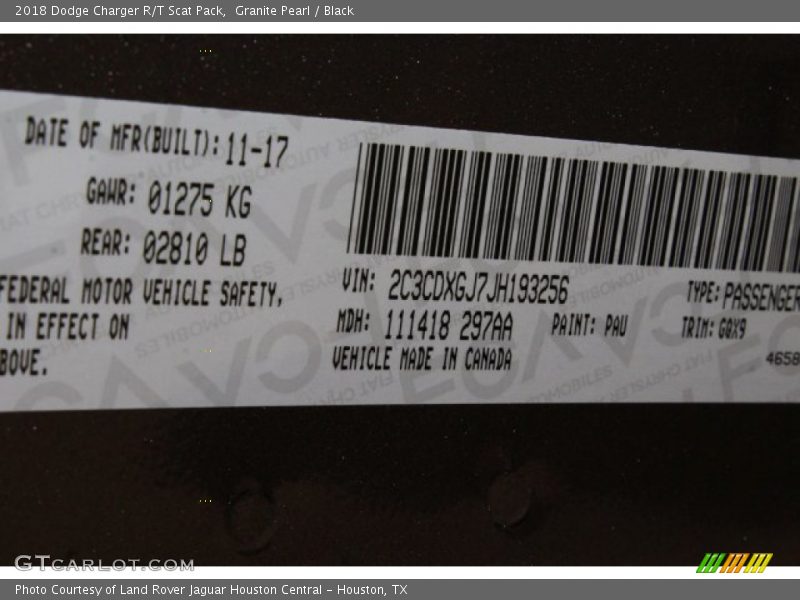 2018 Dodge Charger R/T Scat Pack,  Granite Pearl / Black
DATE OF MFR(BUILT): 11-17
GAWR: 01275 KG
REAR: 02810 LB
FEDERAL MOTOR VEHICLE SAFETY,
IN EFFECT ON
BOVE.
VIN: 2C3CDXGJ7JH193256
TYPE: PASSENGER
MDH: 111418 297AA
PAINT: PAU
TRIM: GQX9
VEHICLE MADE IN CANADA
4658
GTcarlot.com
Photo Courtesy of Land Rover Jaguar Houston Central - Houston, TX